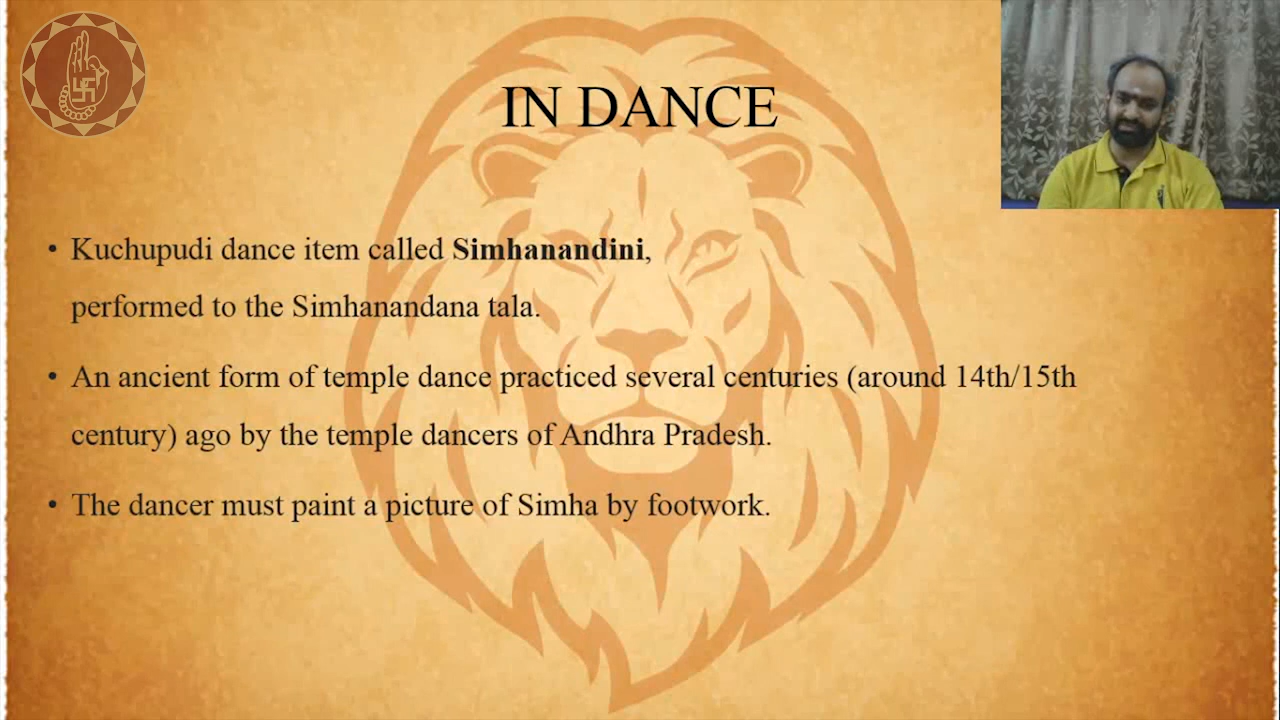 IN DANCE
• Kuchupudi dance item called Simhanandini,
performed to the Simhanandana tala.
• An ancient form of temple dance practiced several centuries (around 14th/15th
century) ago by the temple dancers of Andhra Pradesh.
• The dancer must paint a picture of Simha by footwork.